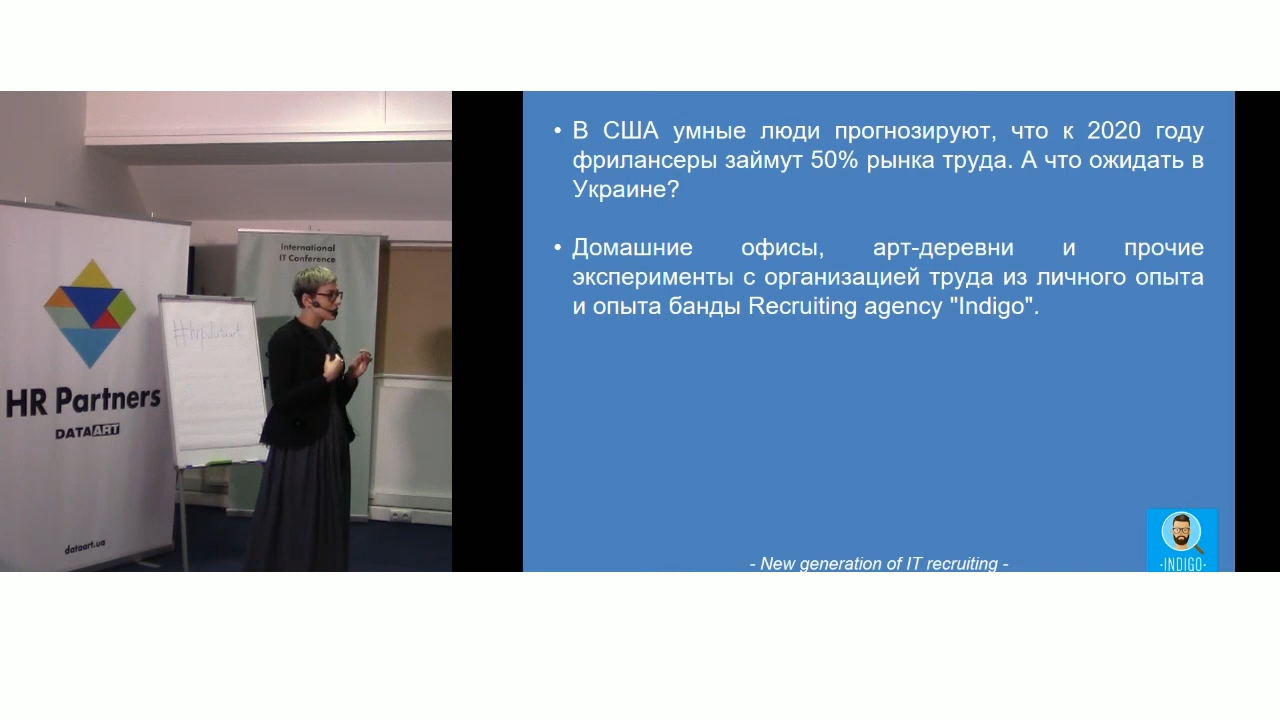 International
IT Conference
#hrpdataart
HR Partners
DATAART
dataart.ua
• В США умные люди прогнозируют, что к 2020 году
фрилансеры займут 50% рынка труда. А что ожидать в
Украине?
• Домашние офисы, арт-деревни и прочие
эксперименты с организацией труда из личного опыта
и опыта банды Recruiting agency "Indigo".
- New generation of IT recruiting -
·INDIGO·